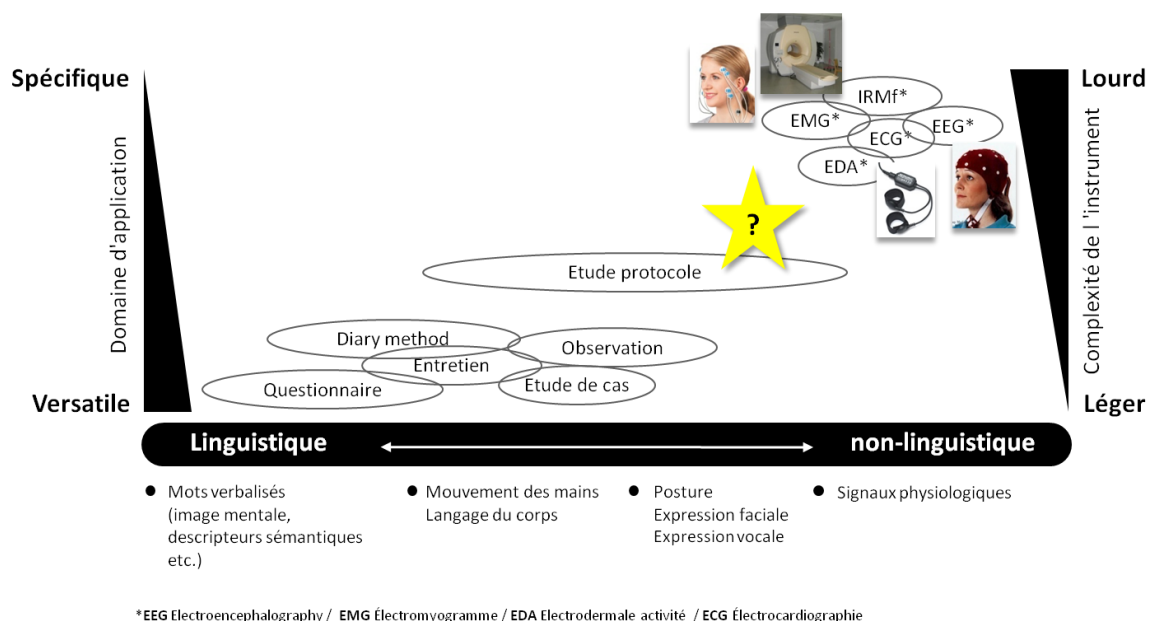 Spécifique
Lourd
IRMf*
EMG*
EEG*
ECG*
EDA*
Domaine d'application
Complexité de l 'instrument
?
Etude protocole
Diary method
Observation
Entretien
Etude de cas
Questionnaire
Versatile
Léger
Linguistique
non-linguistique
● Mots verbalisés
(image mentale,
descripteurs sémantiques
etc.)
● Mouvement des mains
Langage du corps
● Posture
Expression faciale
Expression vocale
● Signaux physiologiques
*EEG Electroencephalography / EMG Électromyogramme / EDA Electrodermale activité / ECG Électrocardiographie